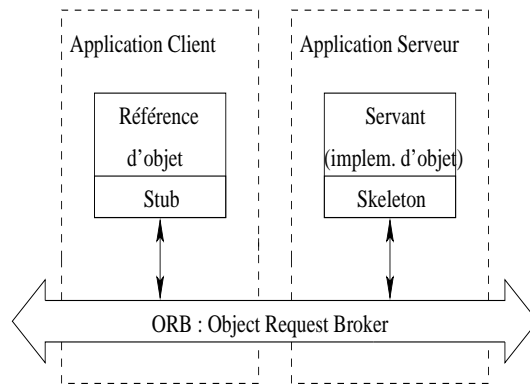 Application Client
Référence
d'objet
Stub
Application Serveur
Servant
(implem. d'objet)
Skeleton
ORB : Object Request Broker